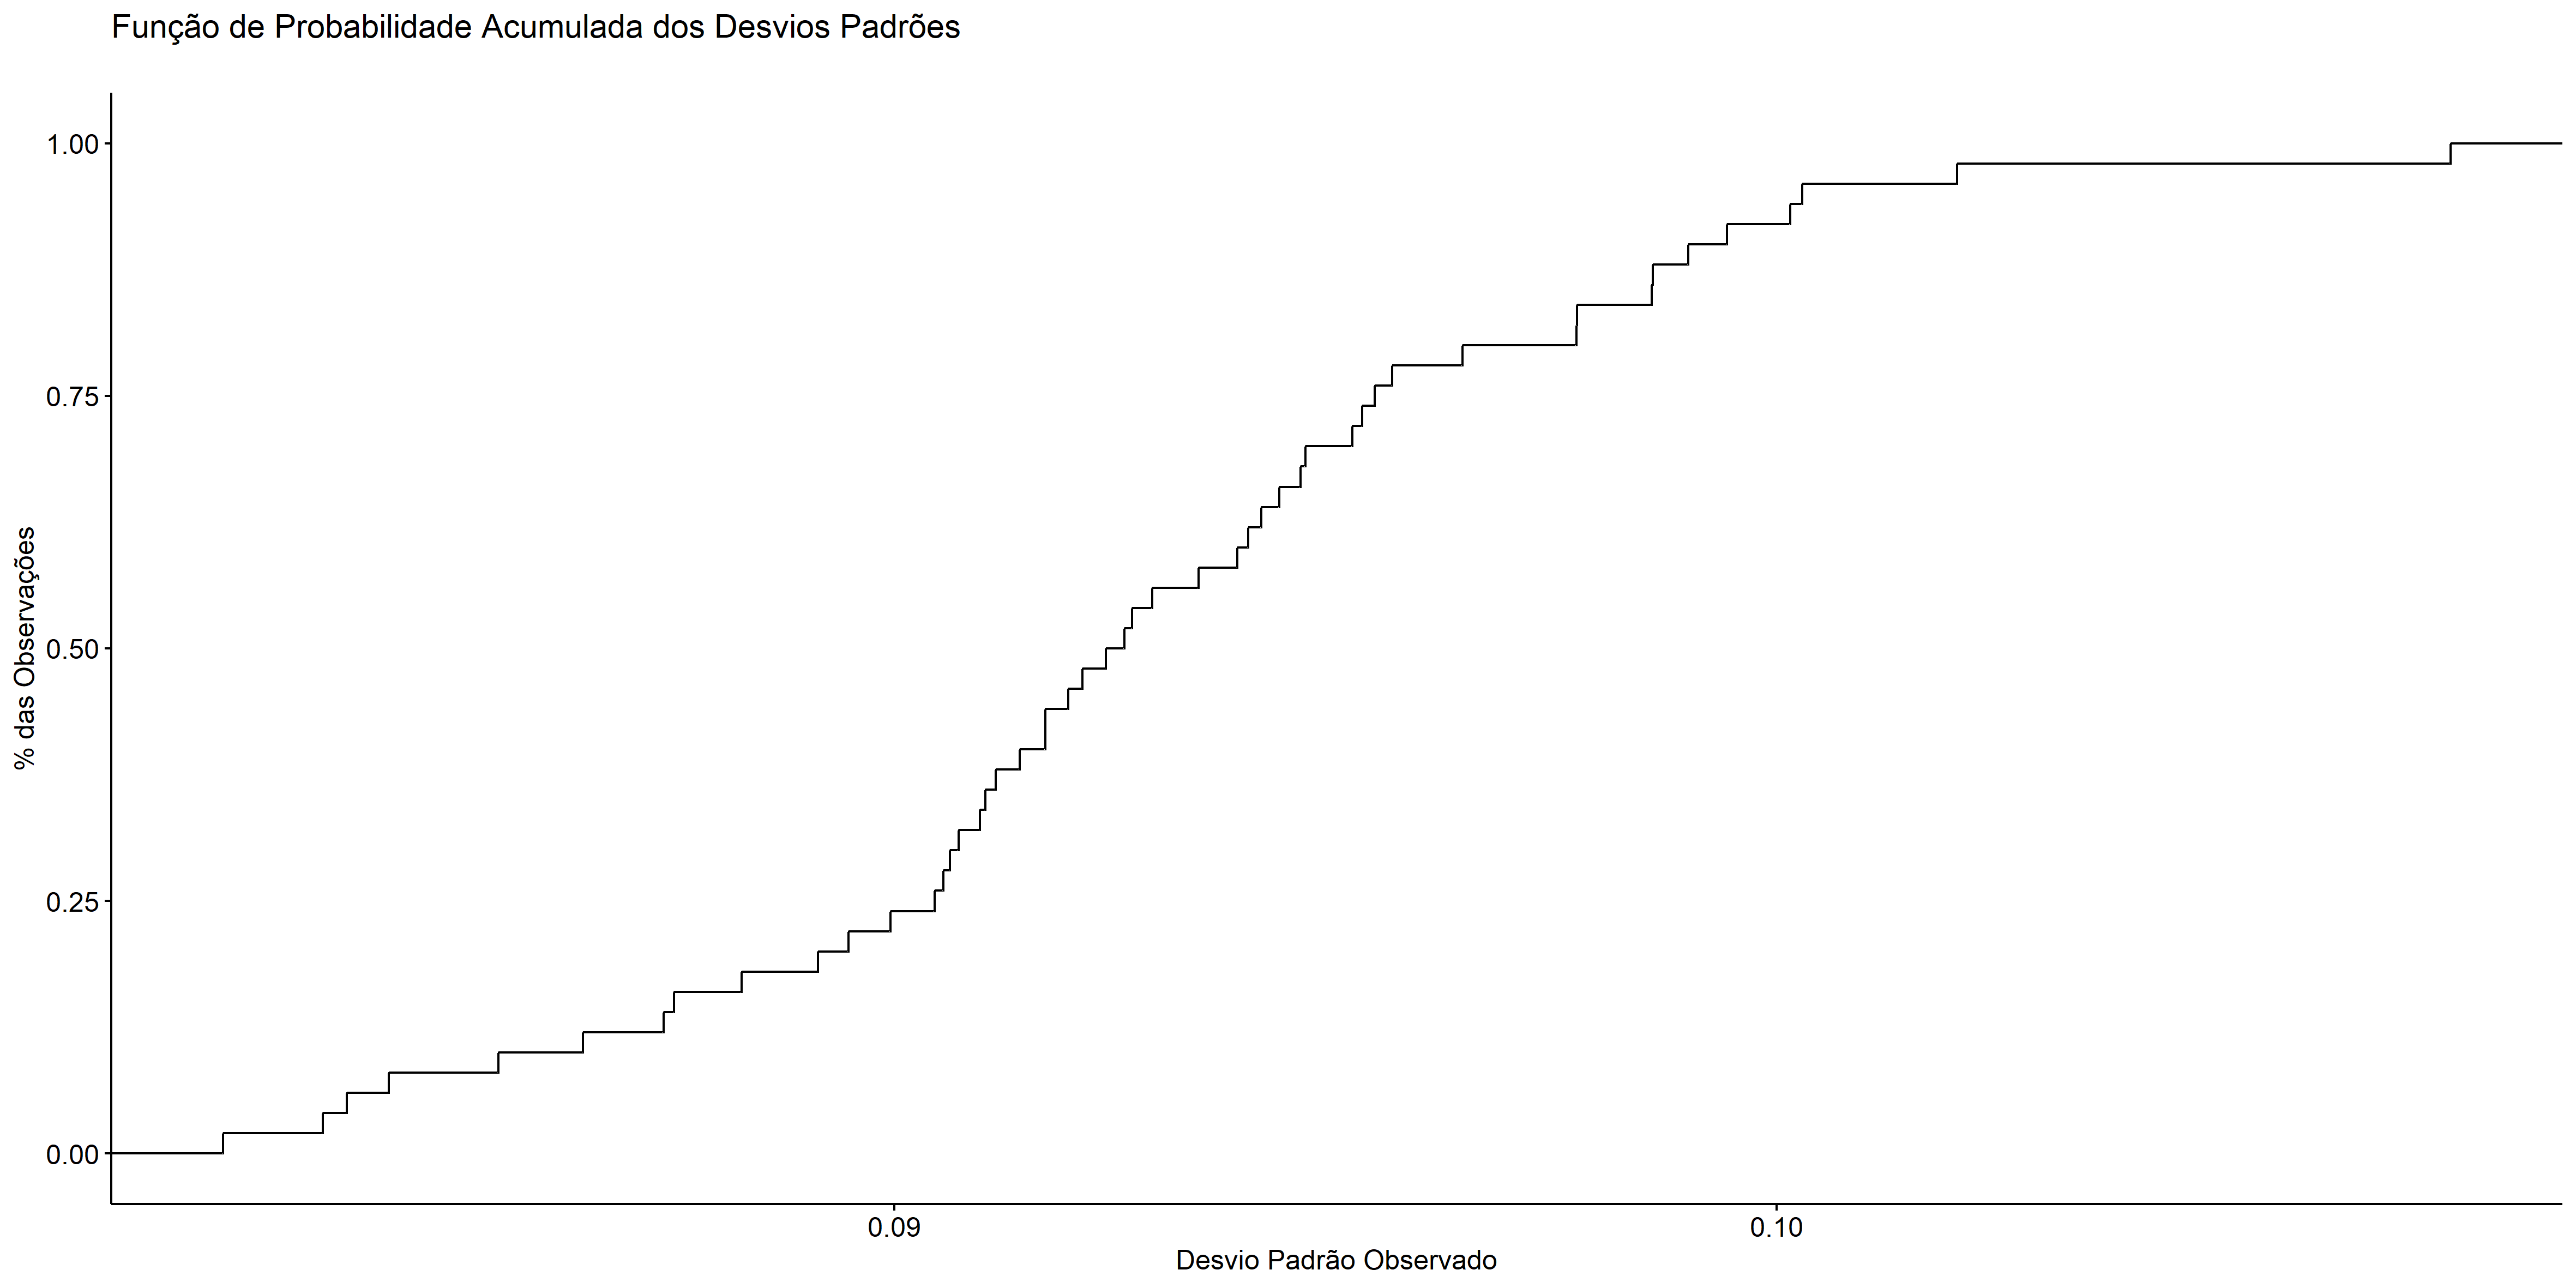 Função de Probabilidade Acumulada dos Desvios Padrões
1.00
0.75
0.50
0.25
0.00
% das Observações
0.09
0.10
Desvio Padrão Observado